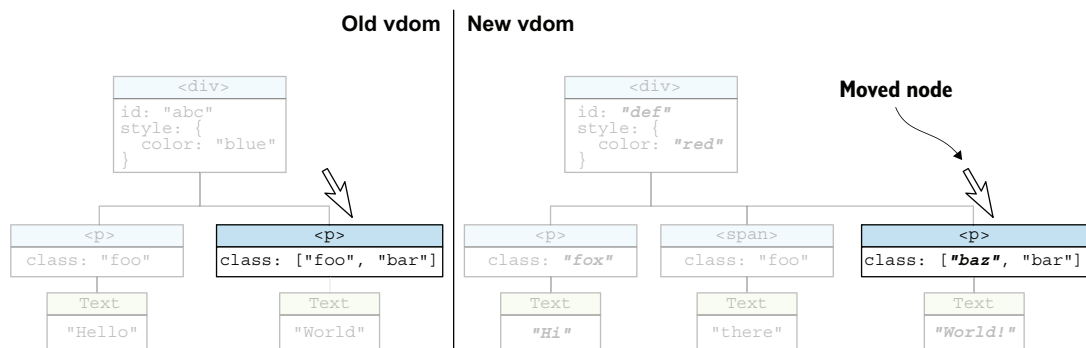 Old vdom
New vdom
<div>
id: "abc"
style: {
color: "blue"
}
<p>
class: "foo"
<p>
class: ["foo", "bar"]
Text
"Hello"
Text
"World"
<div>
id: "def"
style: {
color: "red"
}
Moved node
<p>
class: "fox"
<span>
class: "foo"
<p>
class: ["baz", "bar"]
Text
"Hi"
Text
"there"
Text
"World!"